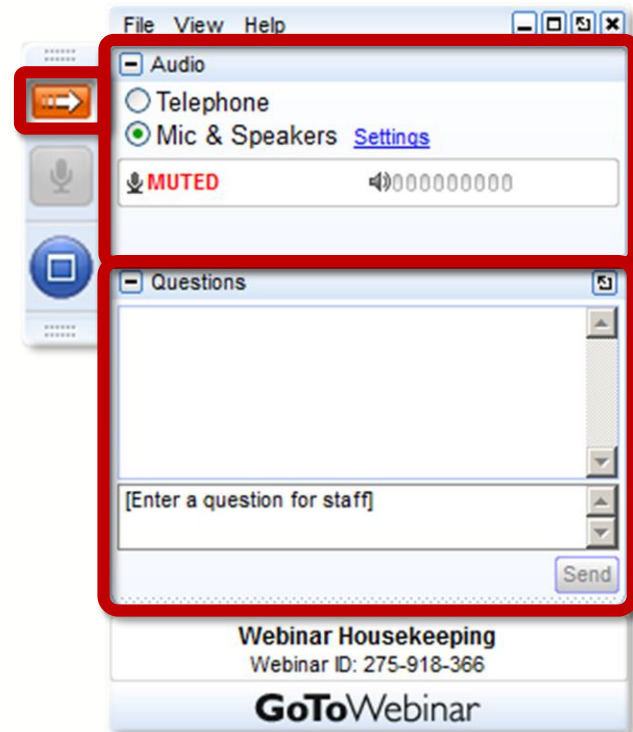 File View Help
Audio
Telephone
Mic & Speakers Settings
MUTED 000000000
Questions
[Enter a question for staff]
Send
Webinar Housekeeping
Webinar ID: 275-918-366
GoToWebinar